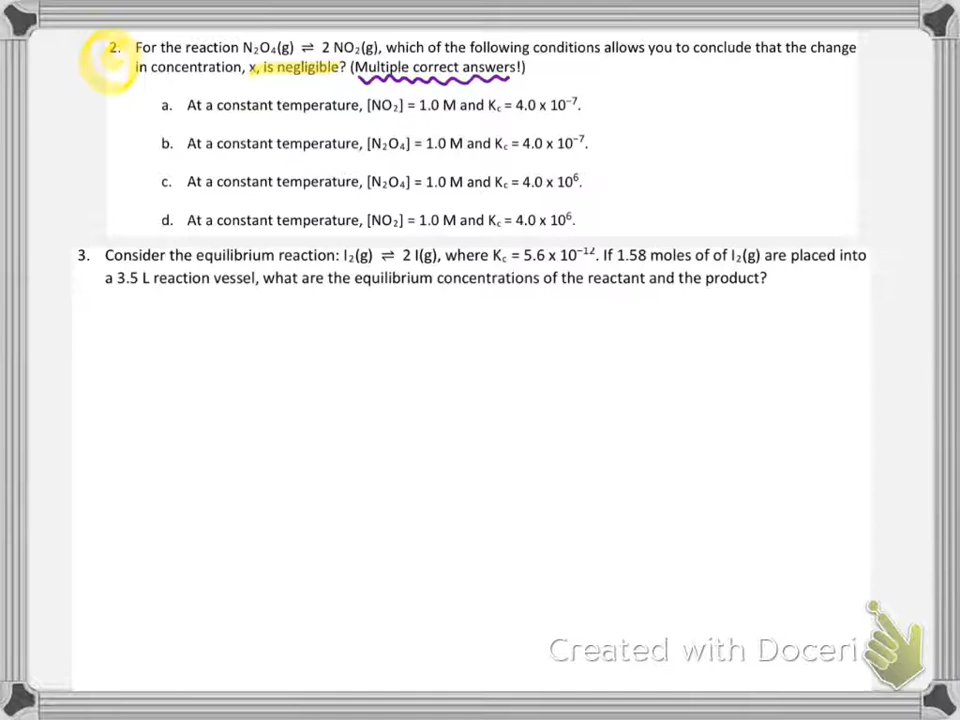 2. For the reaction N₂O₄(g) ⇌ 2 NO₂(g), which of the following conditions allows you to conclude that the change
in concentration, x, is negligible? (Multiple correct answers!)
a. At a constant temperature, [NO₂] = 1.0 M and K꜀ = 4.0 x 10⁻⁷.
b. At a constant temperature, [N₂O₄] = 1.0 M and K꜀ = 4.0 x 10⁻⁷.
c. At a constant temperature, [N₂O₄] = 1.0 M and K꜀ = 4.0 x 10⁶.
d. At a constant temperature, [NO₂] = 1.0 M and K꜀ = 4.0 x 10⁶.
3. Consider the equilibrium reaction: I₂(g) ⇌ 2 I(g), where K꜀ = 5.6 x 10⁻¹². If 1.58 moles of of I₂(g) are placed into
a 3.5 L reaction vessel, what are the equilibrium concentrations of the reactant and the product?
Created with Doceri